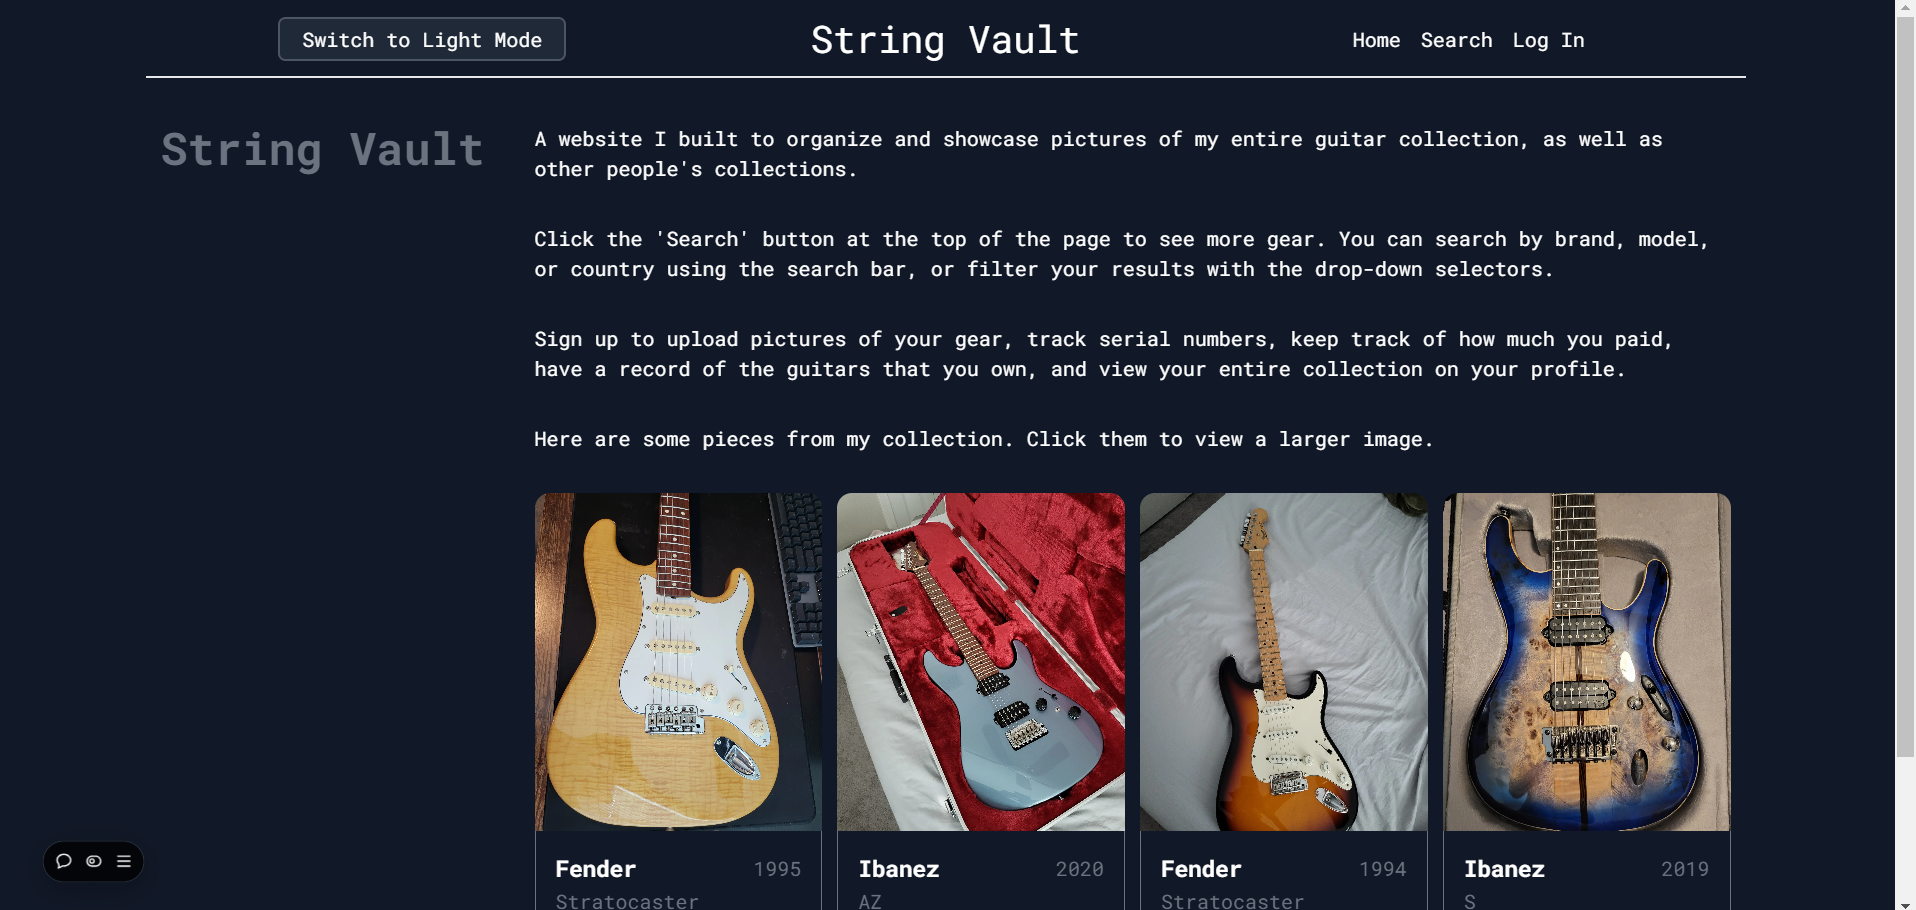 Switch to Light Mode
String Vault
Home Search Log In
String Vault
A website I built to organize and showcase pictures of my entire guitar collection, as well as
other people's collections.
Click the 'Search' button at the top of the page to see more gear. You can search by brand, model,
or country using the search bar, or filter your results with the drop-down selectors.
Sign up to upload pictures of your gear, track serial numbers, keep track of how much you paid,
have a record of the guitars that you own, and view your entire collection on your profile.
Here are some pieces from my collection. Click them to view a larger image.
Fender 1995
Stratocaster
Ibanez 2020
AZ
Fender 1994
Stratocaster
Ibanez 2019
S